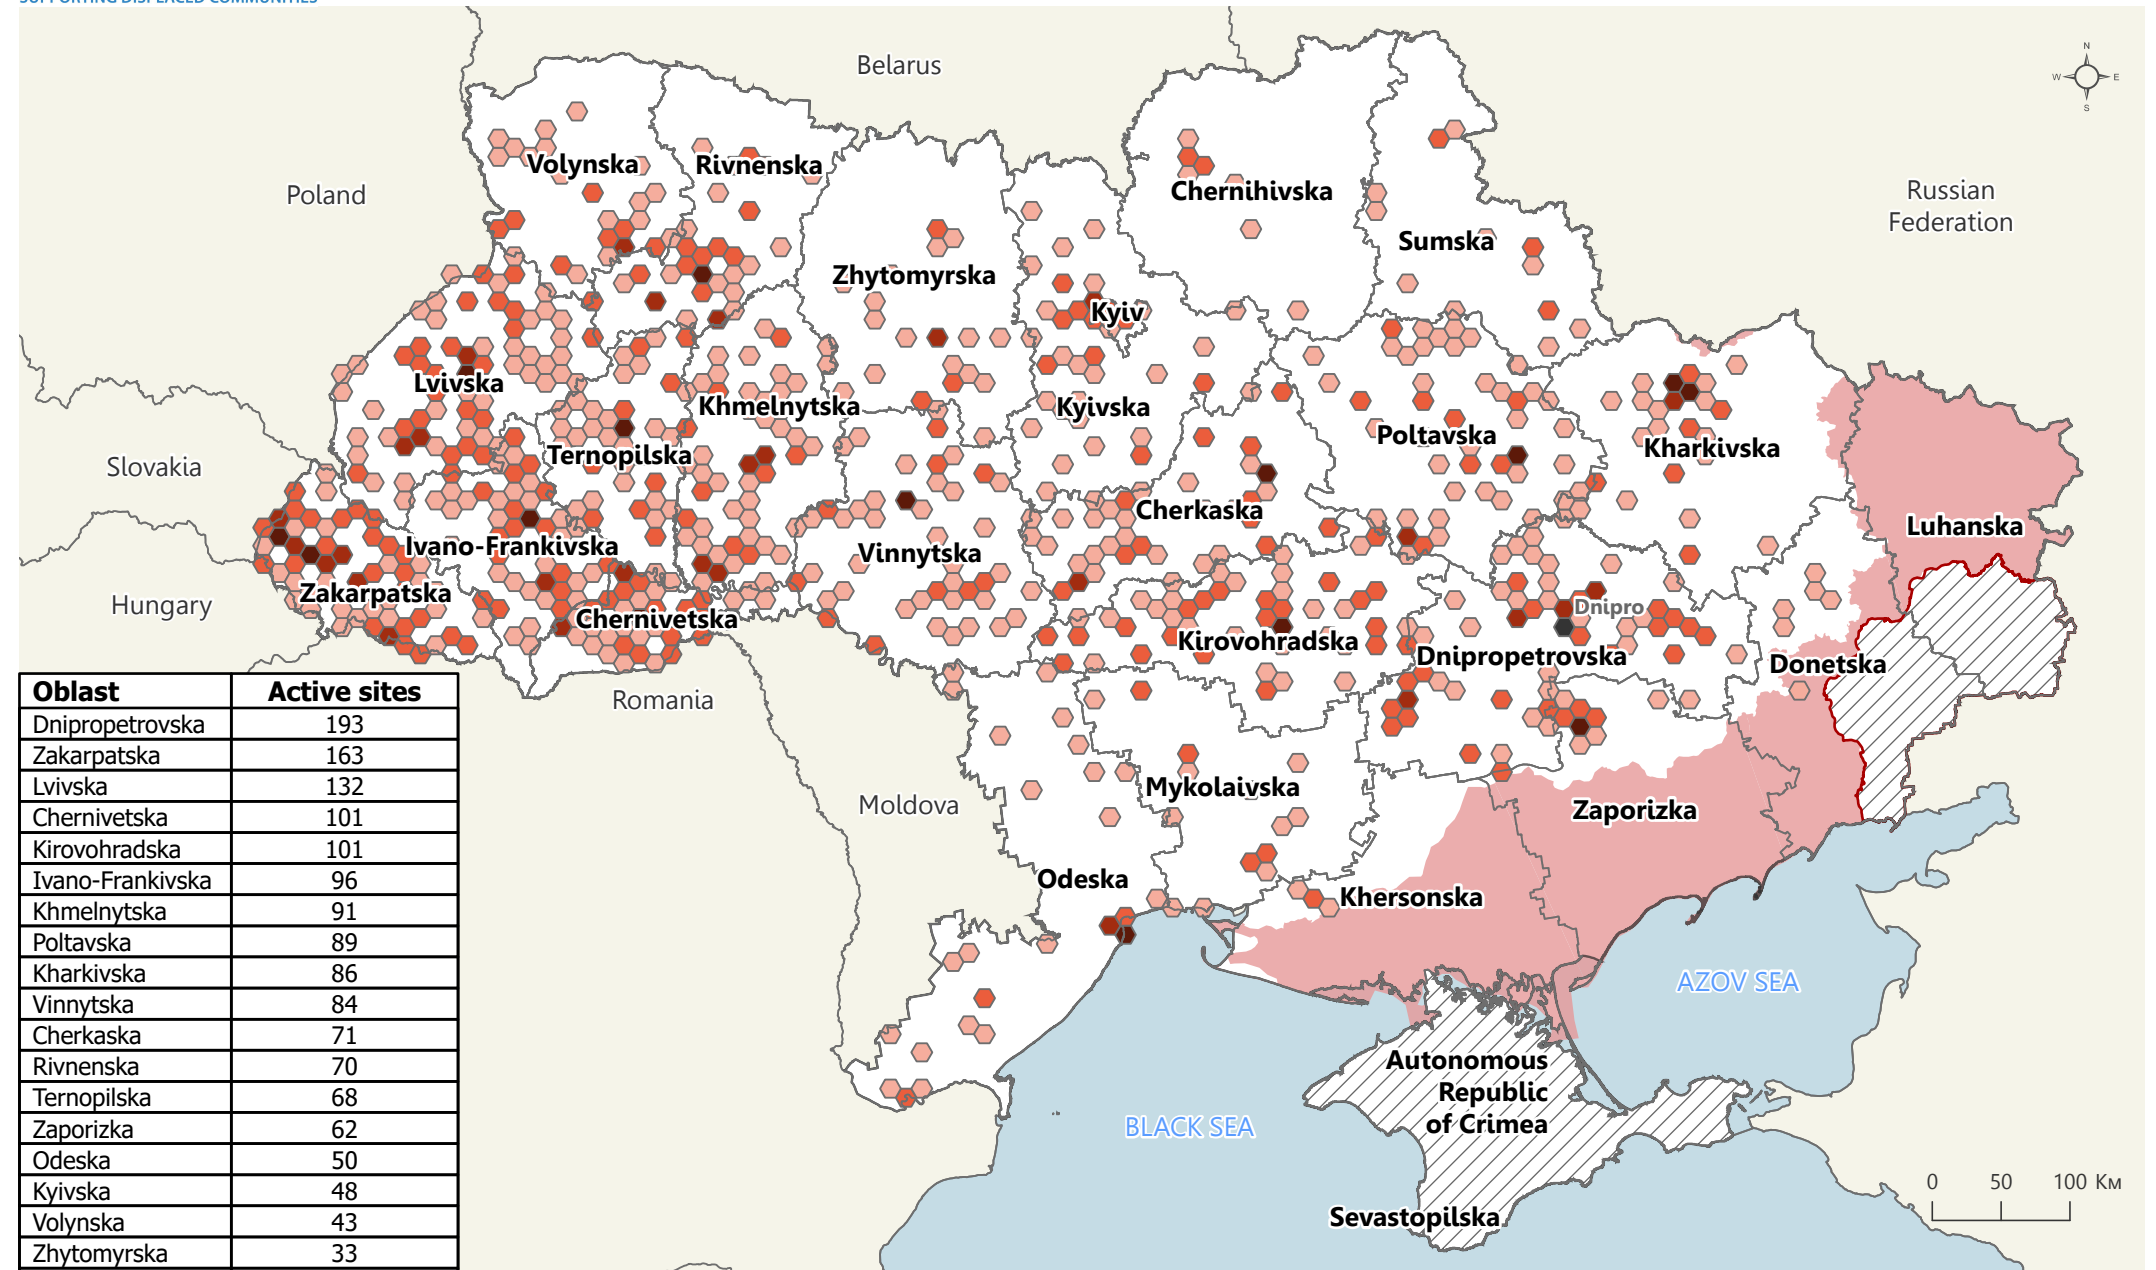 SUPPORTING DISPLACED COMMUNITIES
Belarus
Poland
Russian
Federation
Slovakia
Hungary
Romania
Moldova
N
W
E
S
Volynska
Rivnenska
Chernihivska
Sumska
Zhytomyrska
Kyiv
Lvivska
Khmelnytska
Kyivska
Ternopilska
Poltavska
Kharkivska
Cherkaska
Luhanska
Ivano-Frankivska
Vinnytska
Zakarpatska
Chernivetska
Dnipro
Kirovohradska
Dnipropetrovska
Donetska
Mykolaivska
Zaporizka
Odeska
Khersonska
AZOV SEA
BLACK SEA
Autonomous
Republic
of Crimea
Sevastopilska
0 50 100 Км
Oblast Active sites
Dnipropetrovska 193
Zakarpatska 163
Lvivska 132
Chernivetska 101
Kirovohradska 101
Ivano-Frankivska 96
Khmelnytska 91
Poltavska 89
Kharkivska 86
Vinnytska 84
Cherkaska 71
Rivnenska 70
Ternopilska 68
Zaporizka 62
Odeska 50
Kyivska 48
Volynska 43
Zhytomyrska 33